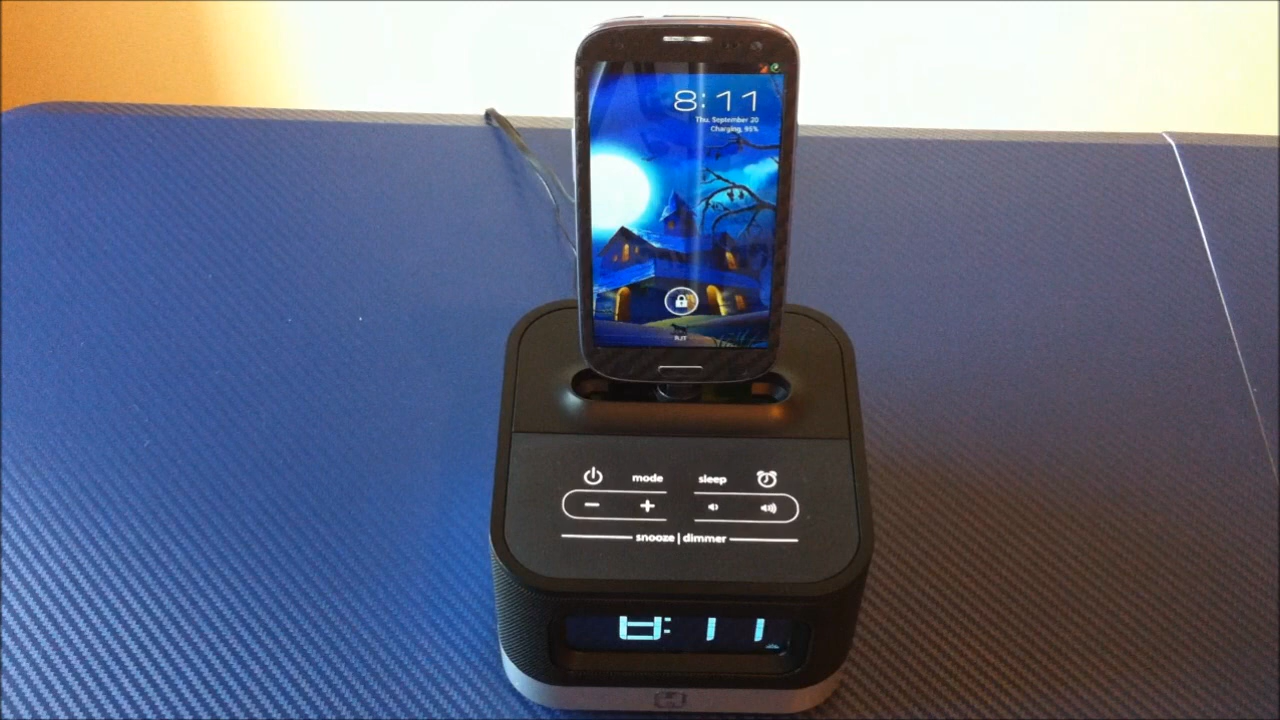 8:11
Thu, September 20
Charging, 95%
mode sleep
− +
snooze | dimmer
8:11